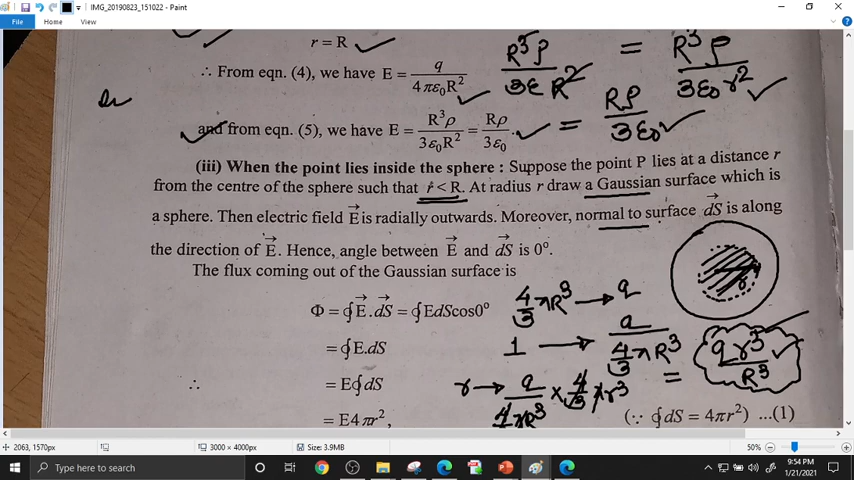 IMG_20190823_151022 - Paint
File Home View
r = R
∴ From eqn. (4), we have E = q / 4πε₀R²
R³ρ / 3ε R² = R³ρ / 3ε₀r²
and from eqn. (5), we have E = R³ρ / 3ε₀R² = Rρ / 3ε₀.
= Rρ / 3ε₀
(iii) When the point lies inside the sphere : Suppose the point P lies at a distance r
from the centre of the sphere such that r < R. At radius r draw a Gaussian surface which is
a sphere. Then electric field E⃗ is radially outwards. Moreover, normal to surface dS⃗ is along
the direction of E⃗. Hence, angle between E⃗ and dS⃗ is 0°.
The flux coming out of the Gaussian surface is
Φ = ∮E⃗.dS⃗ = ∮EdScos0°
4/3 πR³ → q
= ∮E.dS
1 → q / 4/3 πR³
∴ = E∮dS
r → q / 4/3 πR³ × 4/3 πr³ = q r³ / R³
= E4πr², (∵ ∮dS = 4πr²) ...(1)
2063, 1570px 3000 × 4000px Size: 3.9MB 50%
Type here to search
9:54 PM
1/21/2021